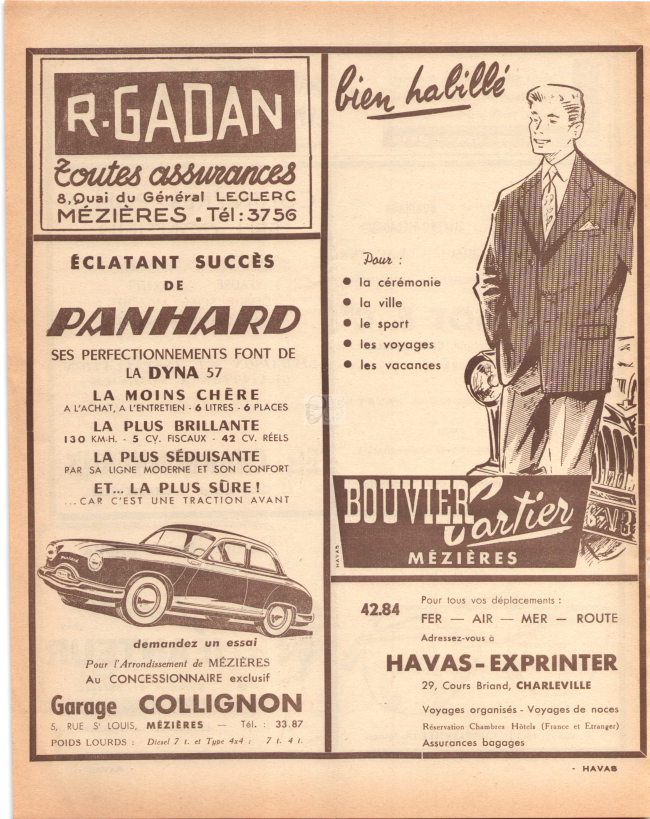 R·GADAN
Toutes assurances
8, Quai du Général LECLERC
MÉZIÈRES . Tél : 3756
ÉCLATANT SUCCÈS
DE
PANHARD
SES PERFECTIONNEMENTS FONT DE
LA DYNA 57
LA MOINS CHÈRE
A L'ACHAT, A L'ENTRETIEN - 6 LITRES - 6 PLACES
LA PLUS BRILLANTE
130 KM-H. - 5 CV. FISCAUX - 42 CV. RÉELS
LA PLUS SÉDUISANTE
PAR SA LIGNE MODERNE ET SON CONFORT
ET... LA PLUS SÛRE !
...CAR C'EST UNE TRACTION AVANT
demandez un essai
Pour l'Arrondissement de MÉZIÈRES
Au CONCESSIONNAIRE exclusif
Garage COLLIGNON
5, RUE St LOUIS, MÉZIÈRES — Tél. : 33.87
POIDS LOURDS : Diesel 7 t. et Type 4x4 : 7 t. 4 t.
bien habillé
Pour :
• la cérémonie
• la ville
• le sport
• les voyages
• les vacances
BOUVIER Cartier
MÉZIÈRES
HAVAS
42.84
Pour tous vos déplacements :
FER — AIR — MER — ROUTE
Adressez-vous à
HAVAS-EXPRINTER
29, Cours Briand, CHARLEVILLE
Voyages organisés - Voyages de noces
Réservation Chambres Hôtels (France et Etranger)
Assurances bagages
- HAVAS